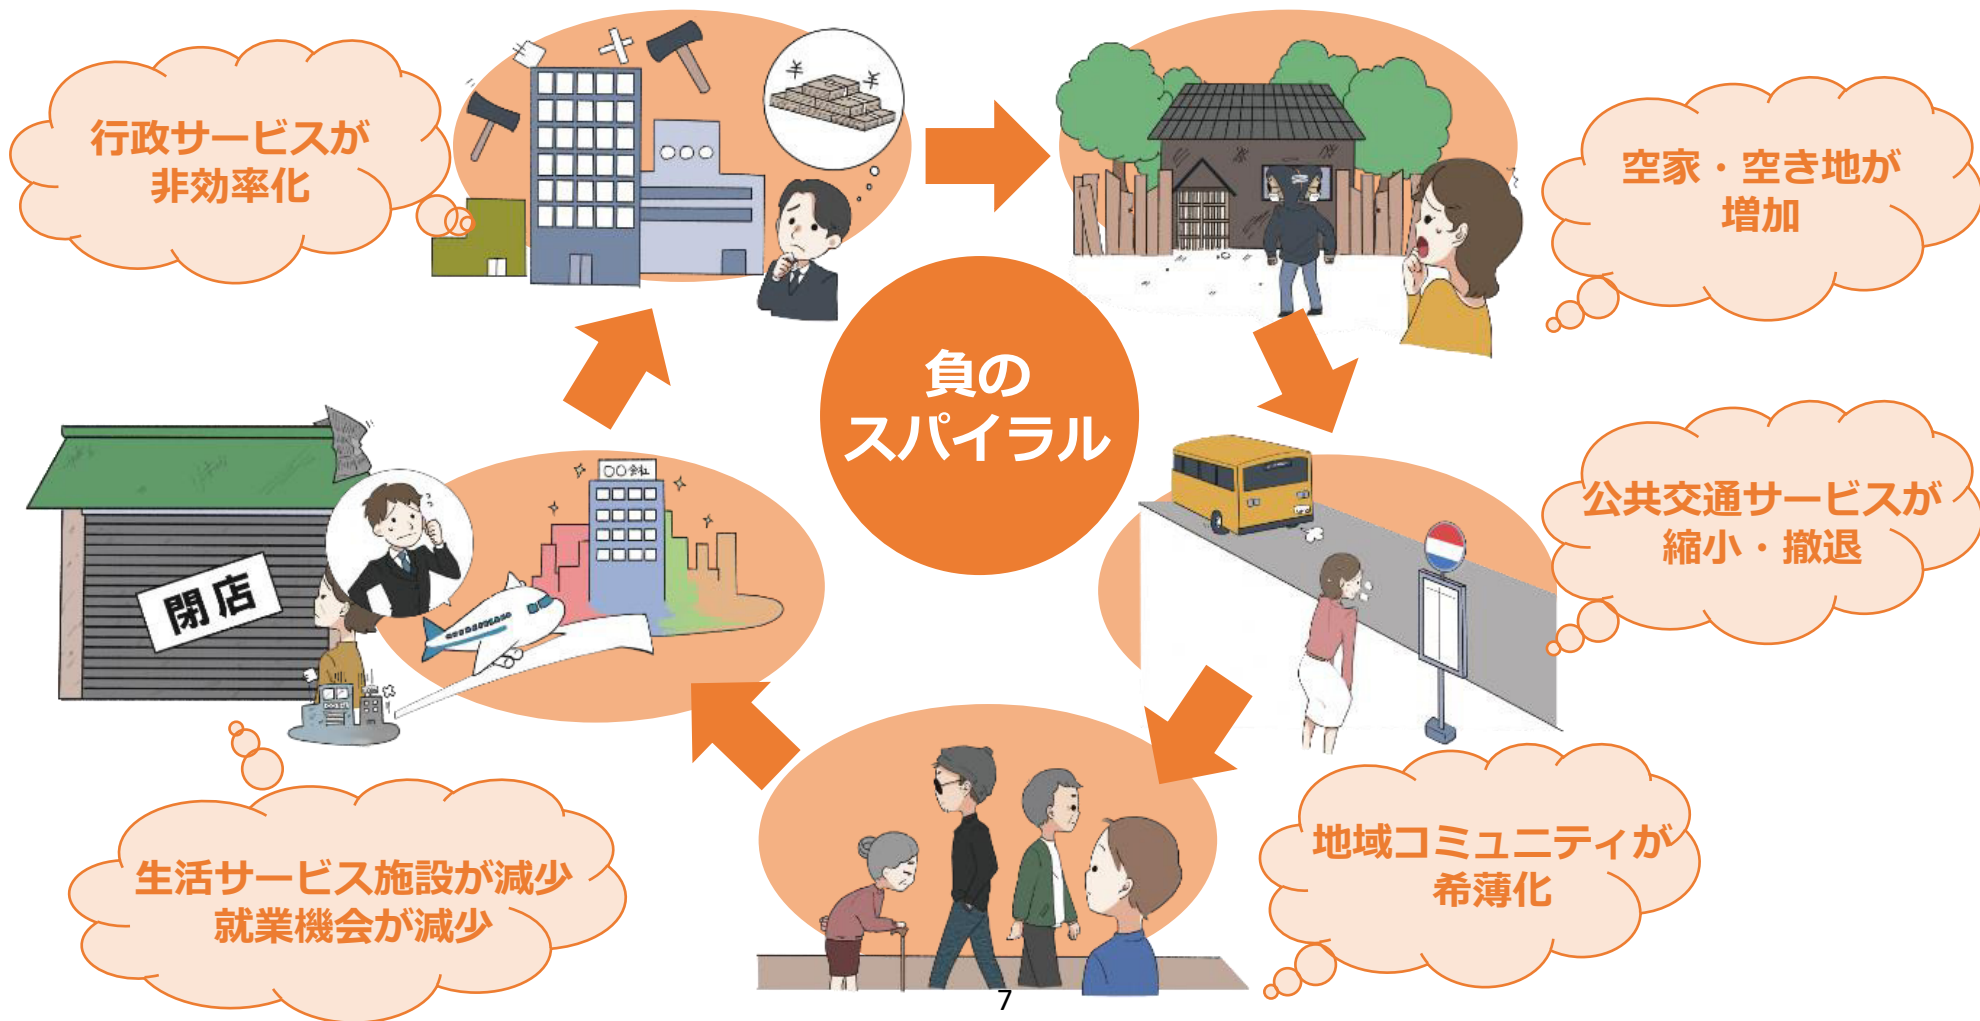 行政サービスが
非効率化
¥
¥
○○○
空家・空き地が
増加
負の
スパイラル
公共交通サービスが
縮小・撤退
○○会社
閉店
地域コミュニティが
希薄化
生活サービス施設が減少
就業機会が減少
7